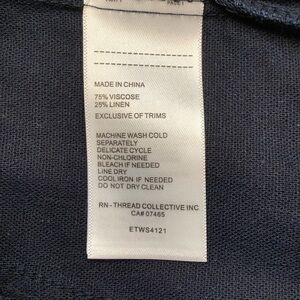 MADE IN CHINA
75% VISCOSE
25% LINEN
EXCLUSIVE OF TRIMS
MACHINE WASH COLD
SEPARATELY
DELICATE CYCLE
NON-CHLORINE
BLEACH IF NEEDED
LINE DRY
COOL IRON IF NEEDED
DO NOT DRY CLEAN
RN - THREAD COLLECTIVE INC
CA# 07465
ETWS4121